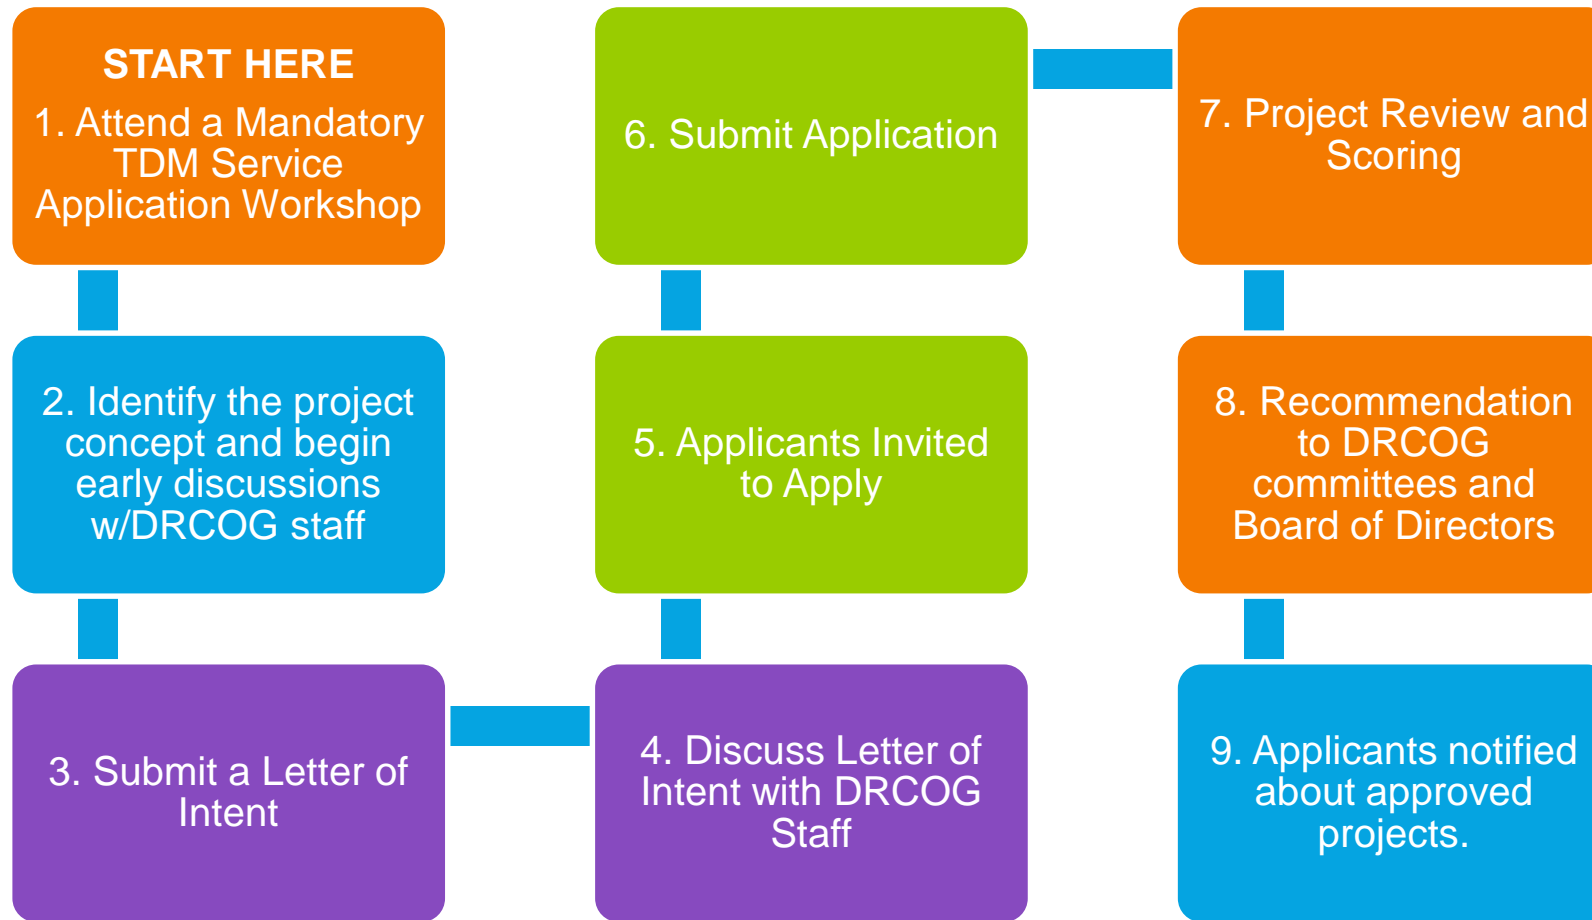 START HERE
1. Attend a Mandatory
TDM Service
Application Workshop
2. Identify the project
concept and begin
early discussions
w/DRCOG staff
3. Submit a Letter of
Intent
4. Discuss Letter of
Intent with DRCOG
Staff
5. Applicants Invited
to Apply
6. Submit Application
7. Project Review and
Scoring
8. Recommendation
to DRCOG
committees and
Board of Directors
9. Applicants notified
about approved
projects.